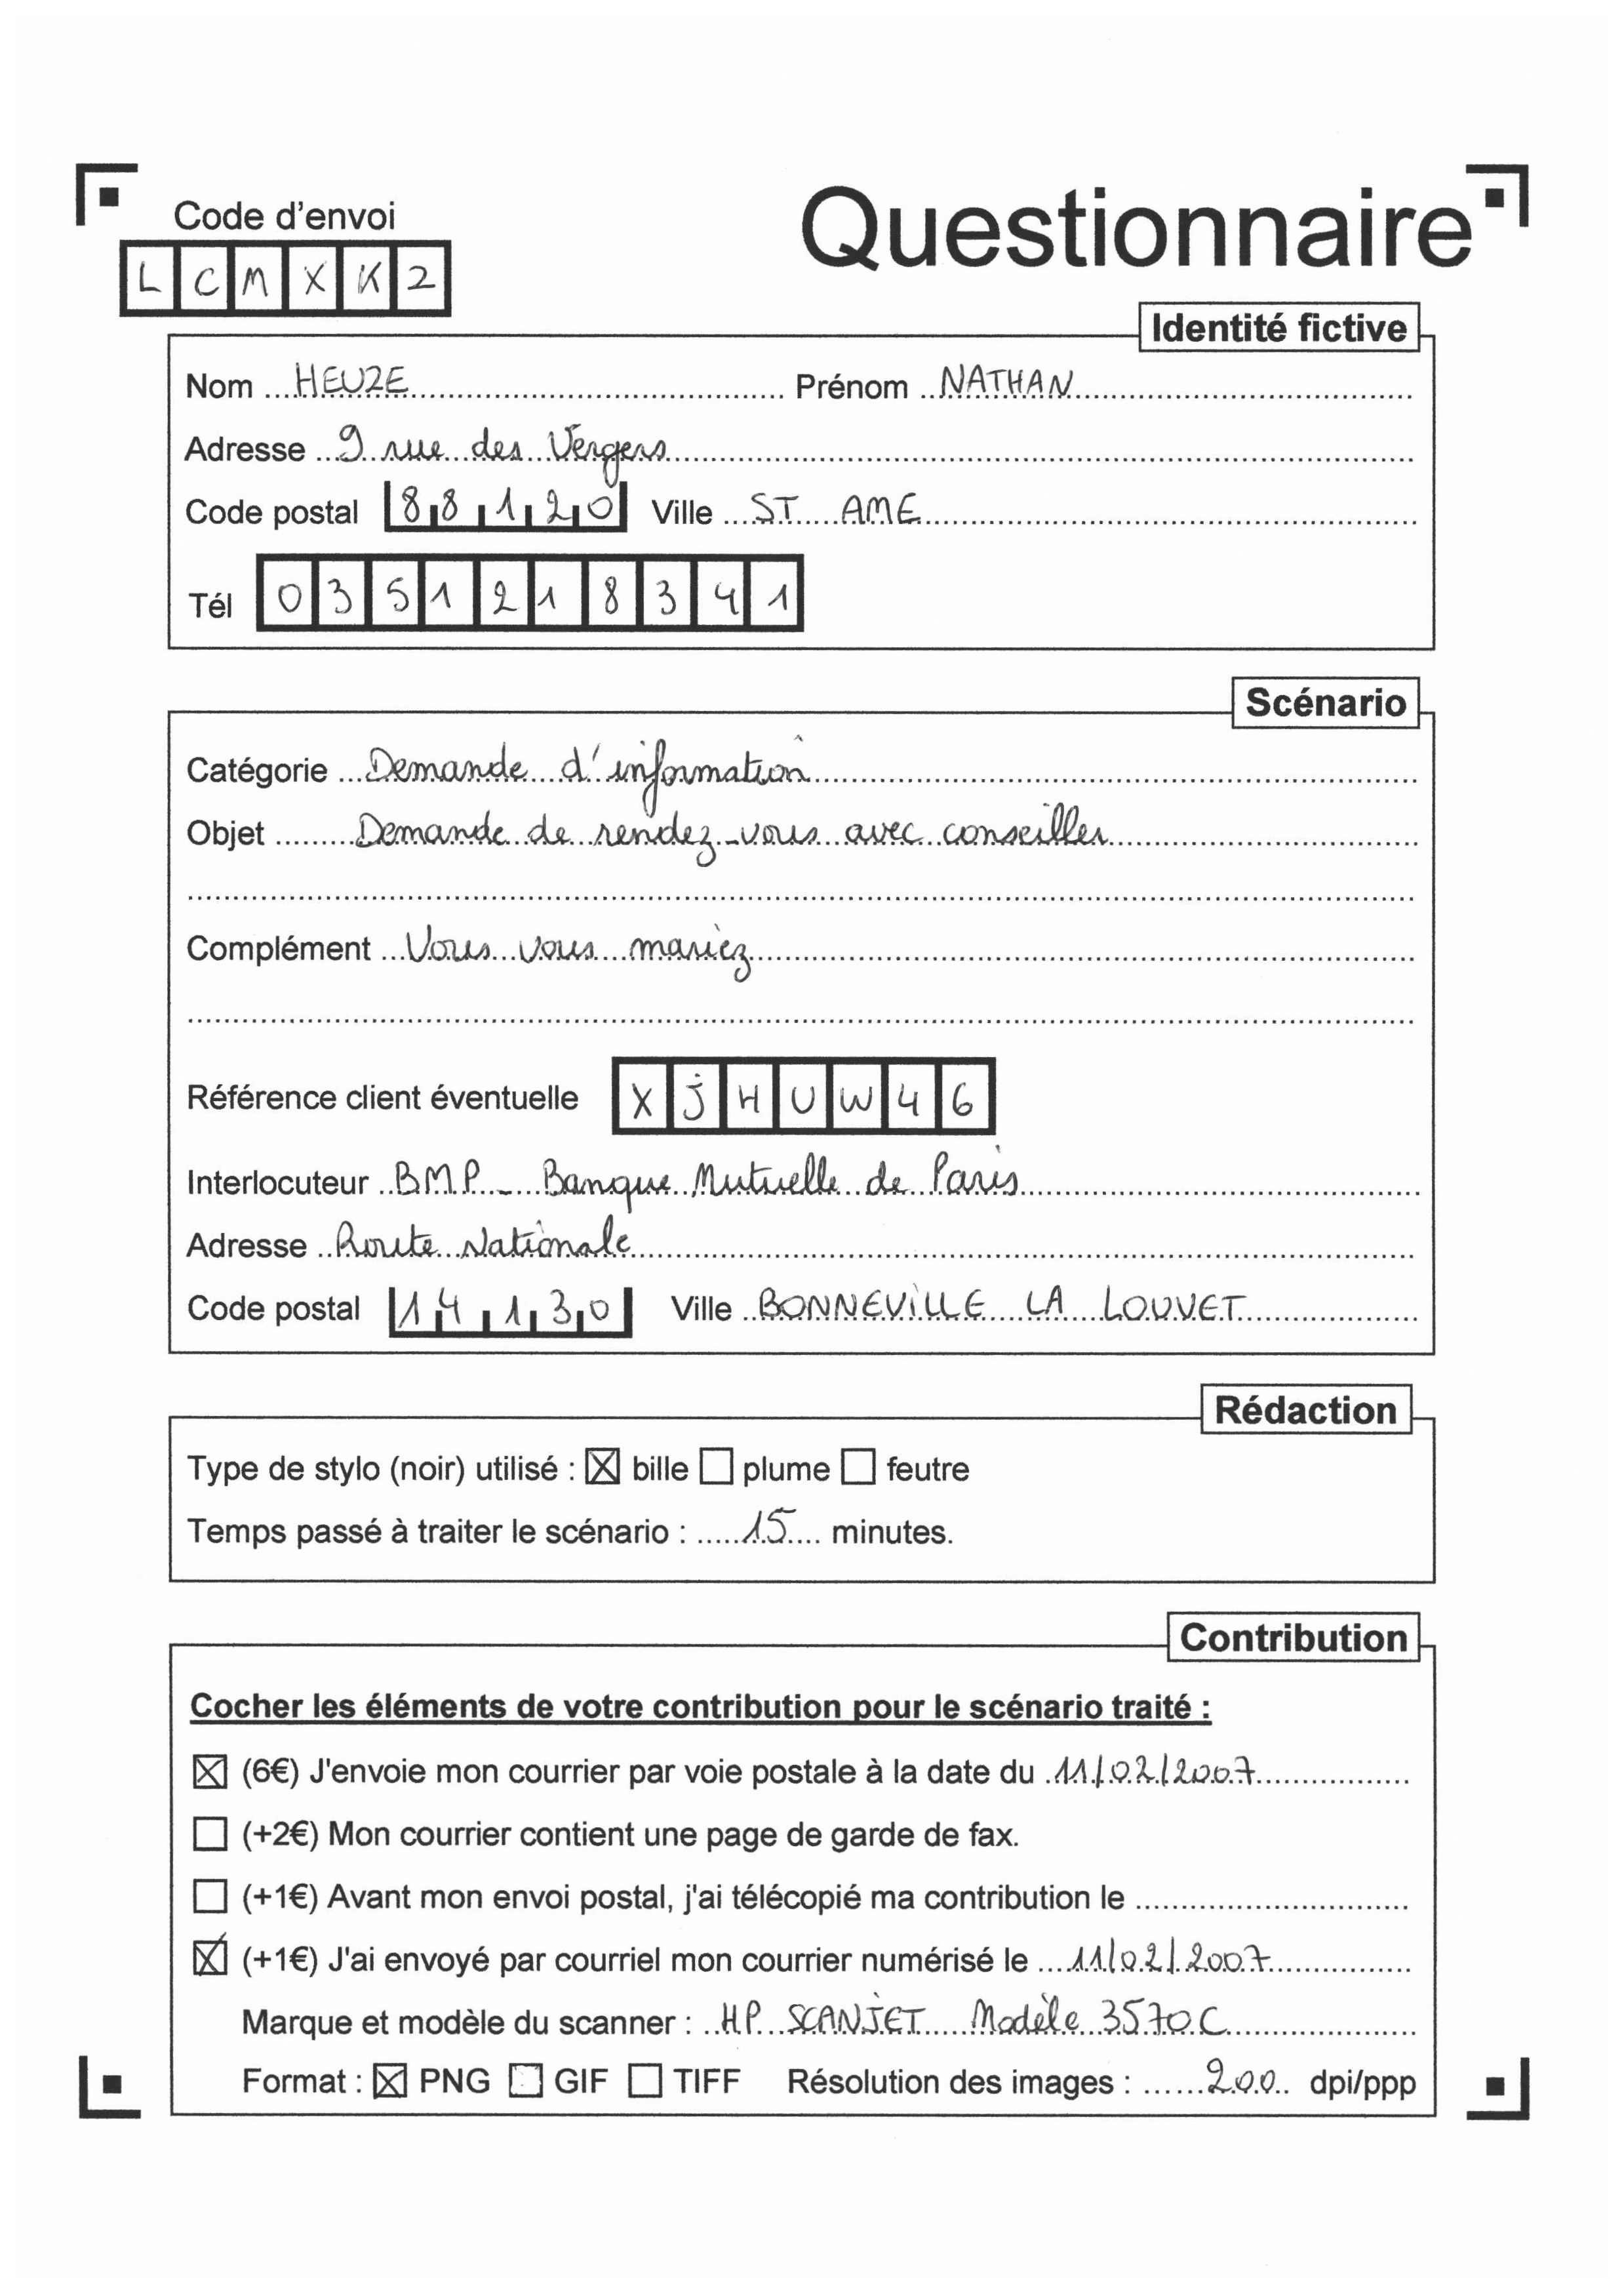 Code d'envoi
Questionnaire
L C M X K 2
Identité fictive
Nom HEUZE Prénom NATHAN
Adresse 9 rue des Vergers
Code postal 88120 Ville ST AME
Tél 0351218341
Scénario
Catégorie Demande d'information
Objet Demande de rendez-vous avec conseiller
Complément Vous vous mariez
Référence client éventuelle X J H U W 4 6
Interlocuteur BMP - Banque Mutuelle de Paris
Adresse Route Nationale
Code postal 14130 Ville BONNEVILLE LA LOUVET
Rédaction
Type de stylo (noir) utilisé : ☒ bille ☐ plume ☐ feutre
Temps passé à traiter le scénario : 15 minutes.
Contribution
Cocher les éléments de votre contribution pour le scénario traité :
☒ (6€) J'envoie mon courrier par voie postale à la date du 11/02/2007
☐ (+2€) Mon courrier contient une page de garde de fax.
☐ (+1€) Avant mon envoi postal, j'ai télécopié ma contribution le
☒ (+1€) J'ai envoyé par courriel mon courrier numérisé le 11/02/2007
Marque et modèle du scanner : HP SCANJET Modèle 3570C
Format : ☒ PNG ☐ GIF ☐ TIFF Résolution des images : 200 dpi/ppp